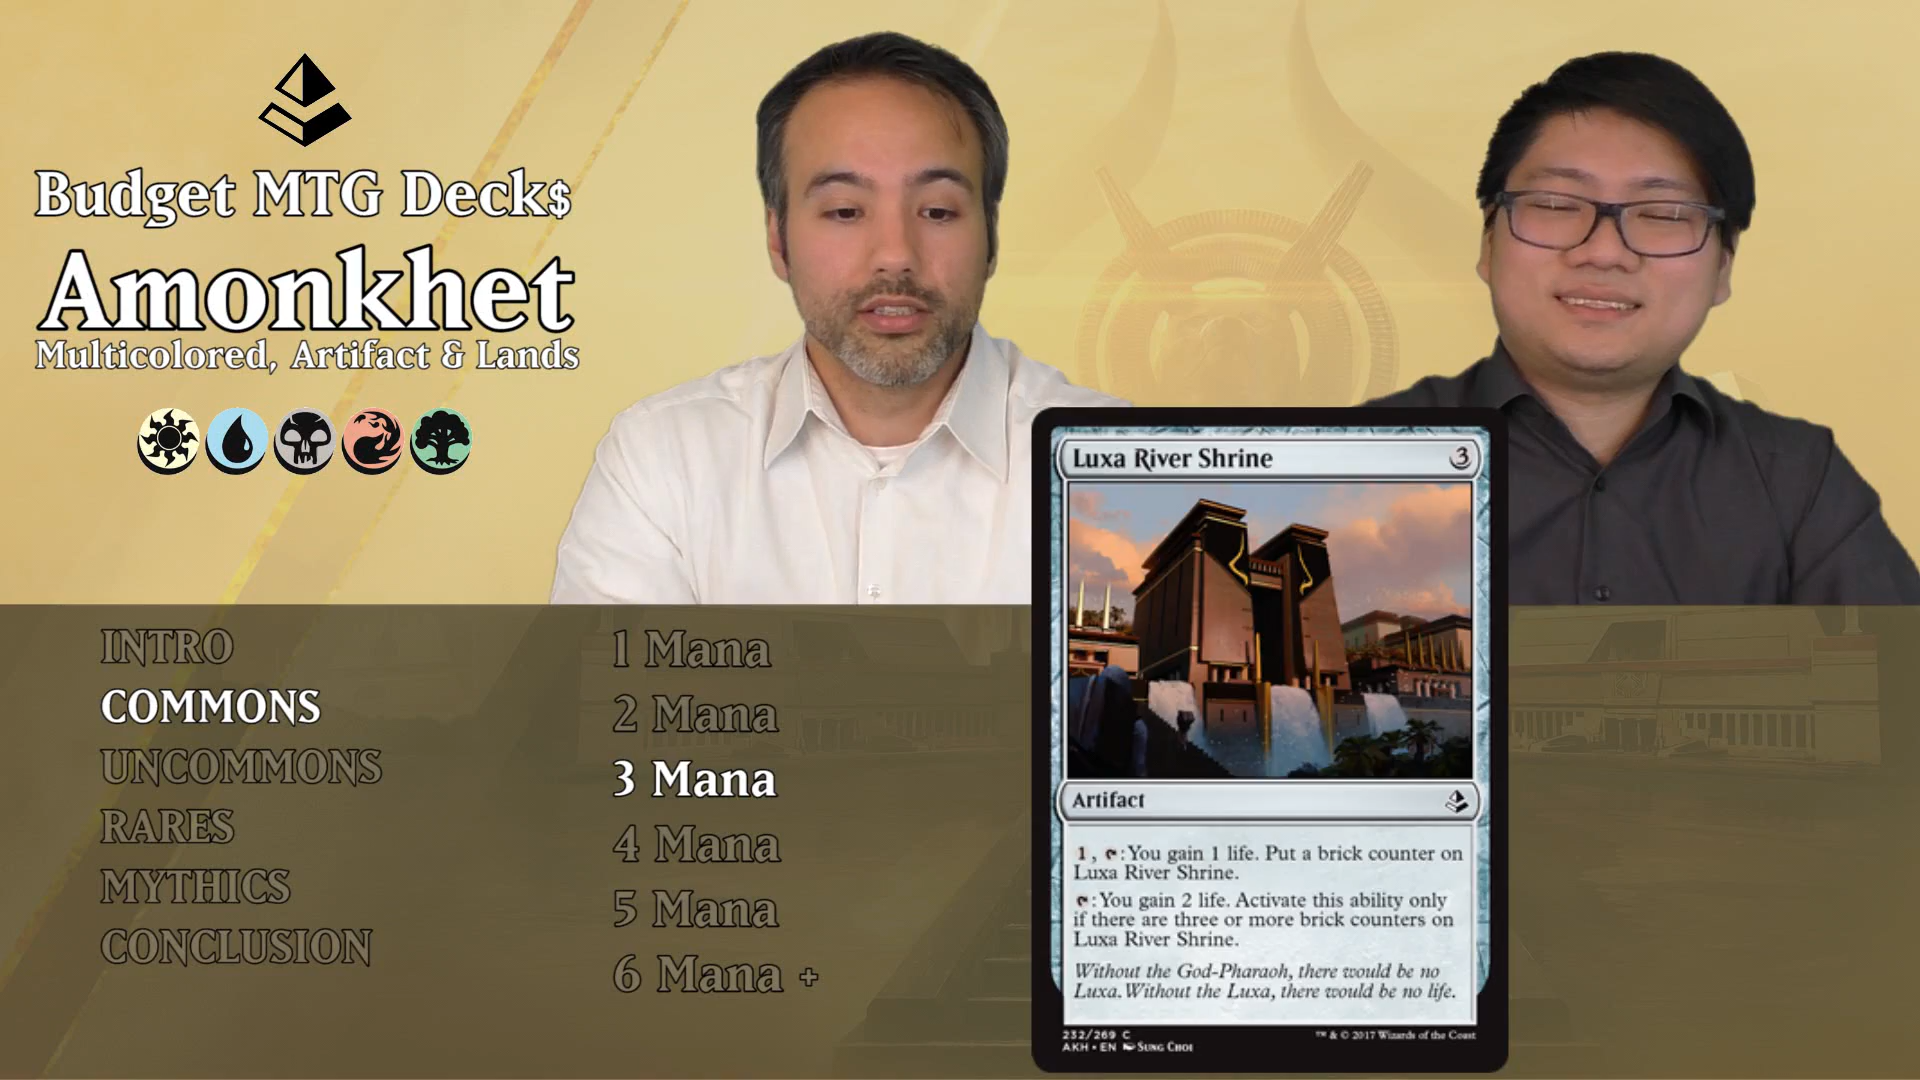 Budget MTG Deck$
Amonkhet
Multicolored, Artifact & Lands
INTRO
COMMONS
UNCOMMONS
RARES
MYTHICS
CONCLUSION
1 Mana
2 Mana
3 Mana
4 Mana
5 Mana
6 Mana +
Luxa River Shrine 3
Artifact
1, : You gain 1 life. Put a brick counter on
Luxa River Shrine.
: You gain 2 life. Activate this ability only
if there are three or more brick counters on
Luxa River Shrine.
Without the God-Pharaoh, there would be no
Luxa. Without the Luxa, there would be no life.
232/269 C
AKH • EN Sung Choi
™ & © 2017 Wizards of the Coast